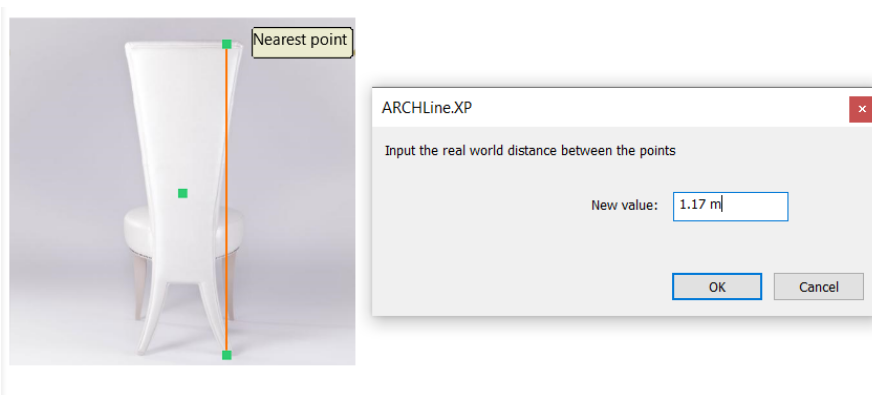 Nearest point
ARCHLine.XP
Input the real world distance between the points
New value: 1.17 m
OK Cancel